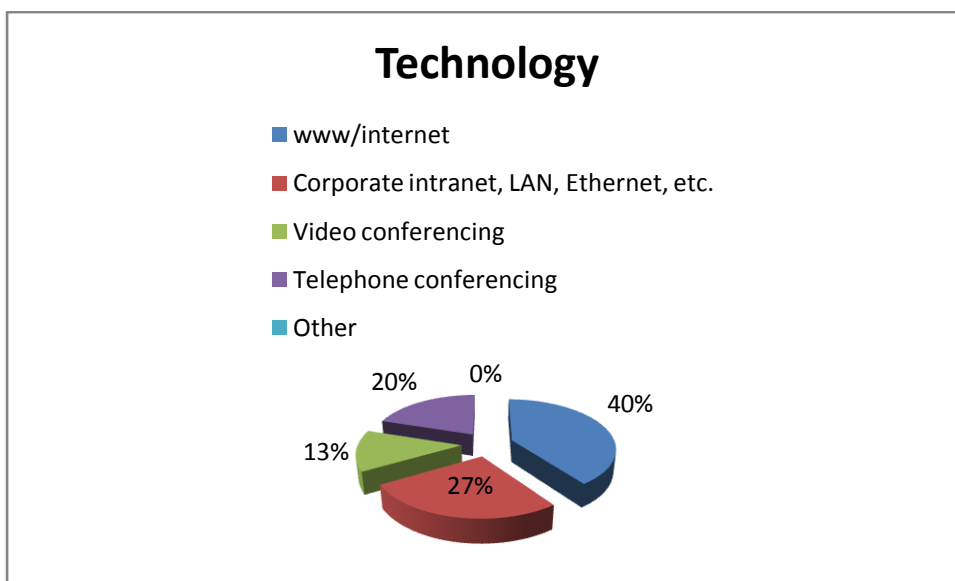 Technology
www/internet
Corporate intranet, LAN, Ethernet, etc.
Video conferencing
Telephone conferencing
Other
0%
20%
40%
13%
27%